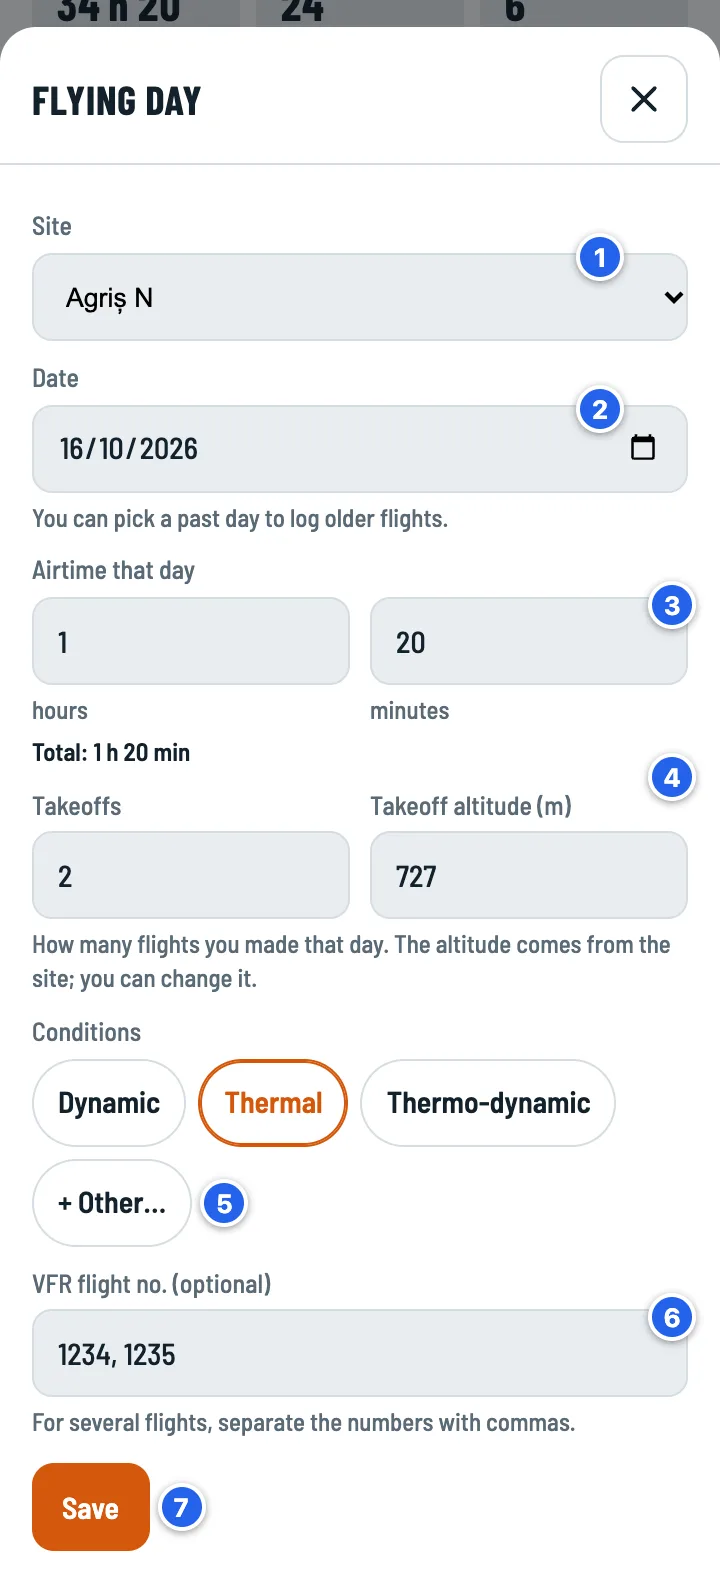 34 h 20 24 6
FLYING DAY
Site
1
Agriș N
Date
2
16/10/2026
You can pick a past day to log older flights.
Airtime that day
3
1 20
hours minutes
Total: 1 h 20 min
4
Takeoffs Takeoff altitude (m)
2 727
How many flights you made that day. The altitude comes from the
site; you can change it.
Conditions
Dynamic Thermal Thermo-dynamic
+ Other... 5
VFR flight no. (optional)
6
1234, 1235
For several flights, separate the numbers with commas.
Save 7